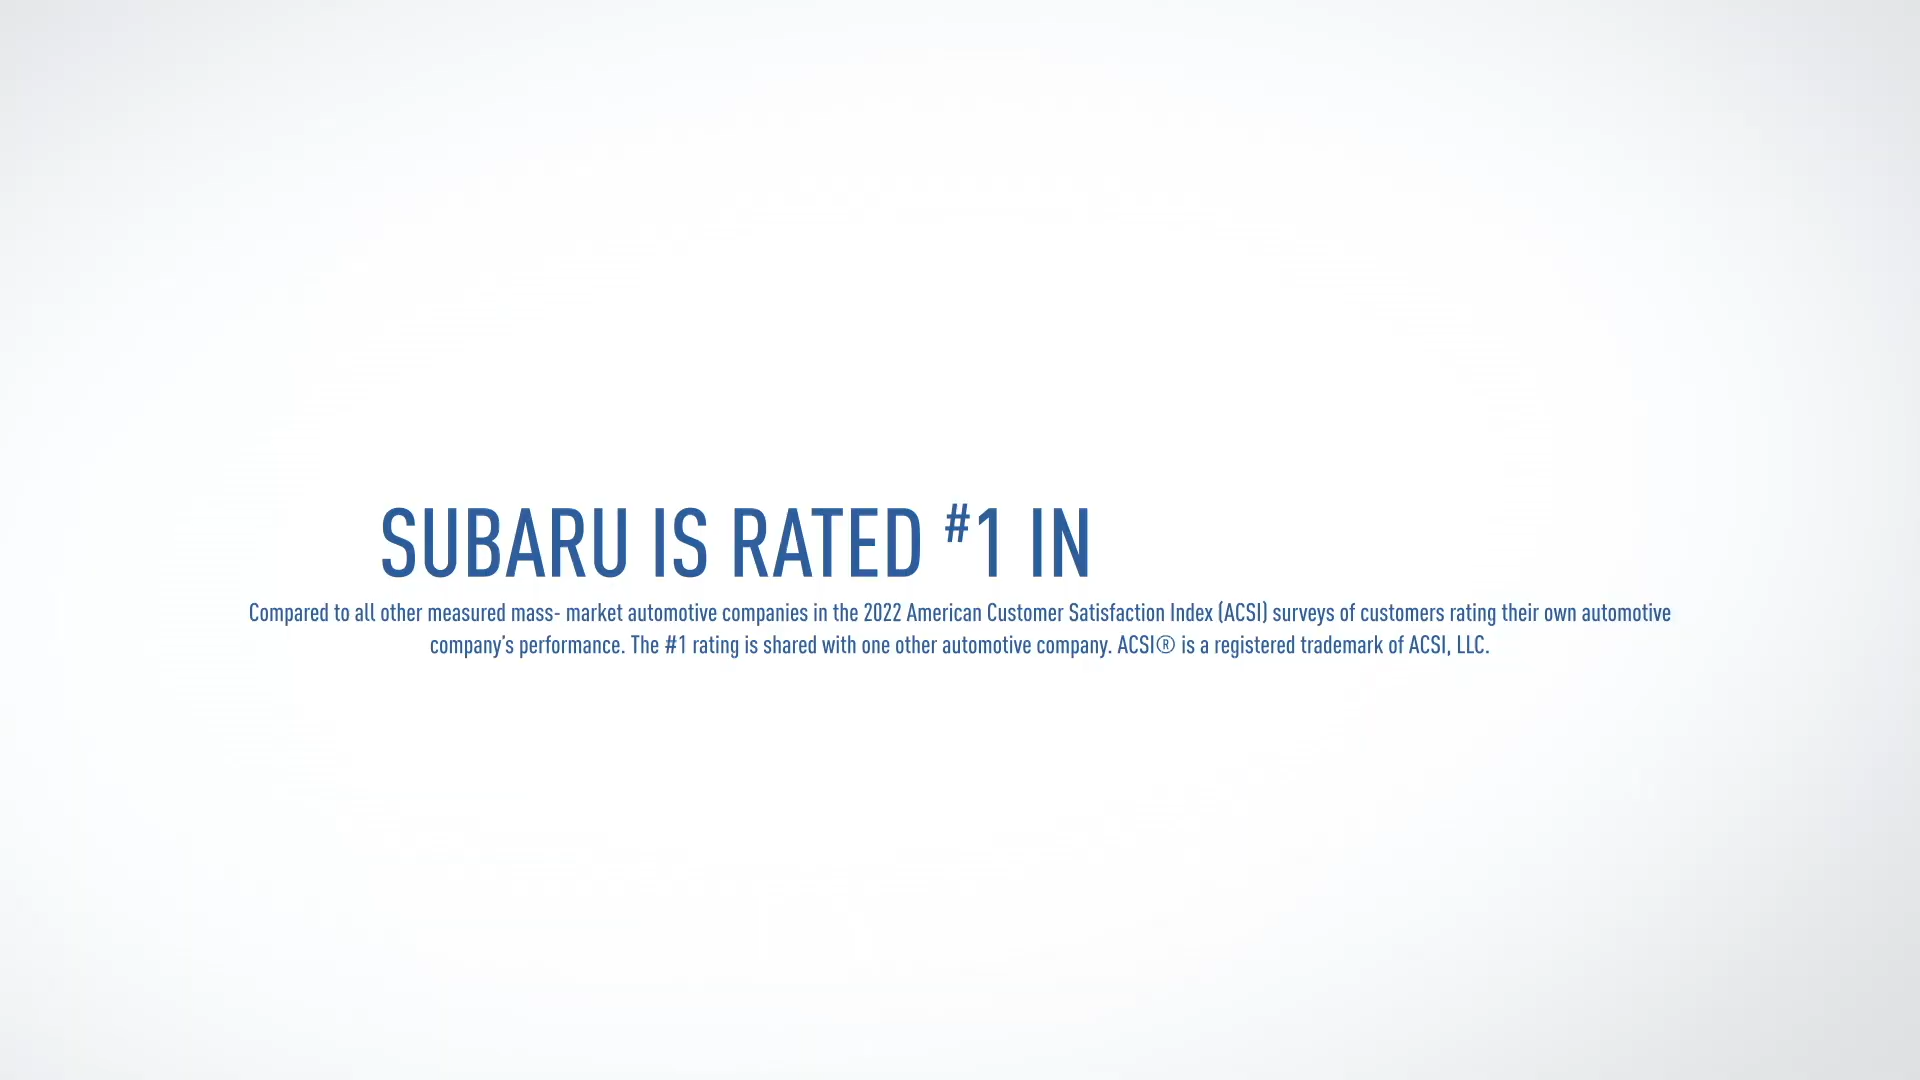 SUBARU IS RATED #1 IN
Compared to all other measured mass- market automotive companies in the 2022 American Customer Satisfaction Index (ACSI) surveys of customers rating their own automotive
company’s performance. The #1 rating is shared with one other automotive company. ACSI® is a registered trademark of ACSI, LLC.